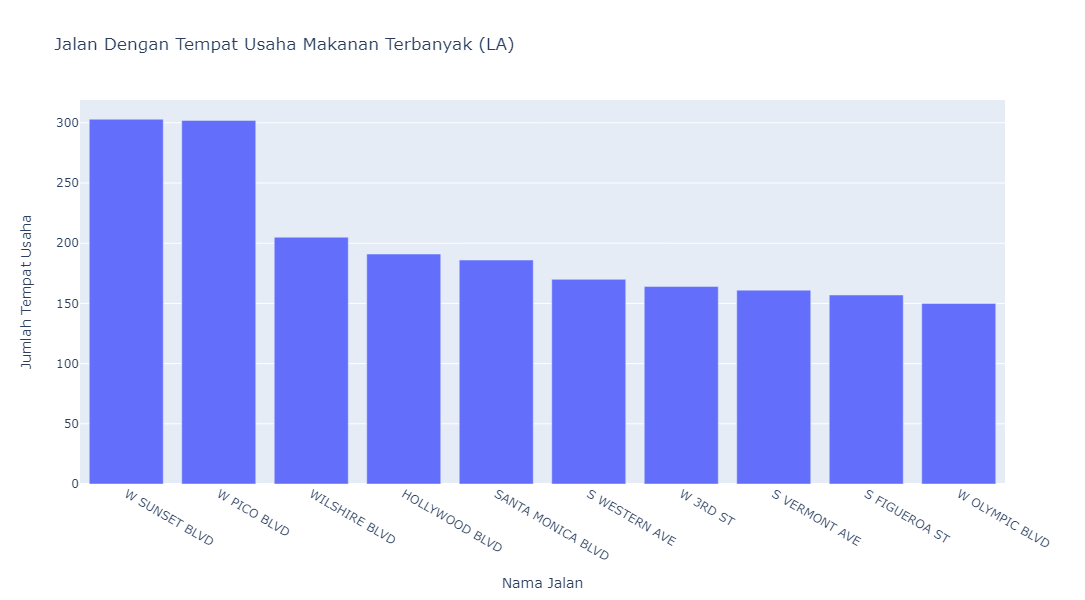 Jalan Dengan Tempat Usaha Makanan Terbanyak (LA)
Jumlah Tempat Usaha
300
250
200
150
100
50
0
W SUNSET BLVD
W PICO BLVD
WILSHIRE BLVD
HOLLYWOOD BLVD
SANTA MONICA BLVD
S WESTERN AVE
W 3RD ST
S VERMONT AVE
S FIGUEROA ST
W OLYMPIC BLVD
Nama Jalan